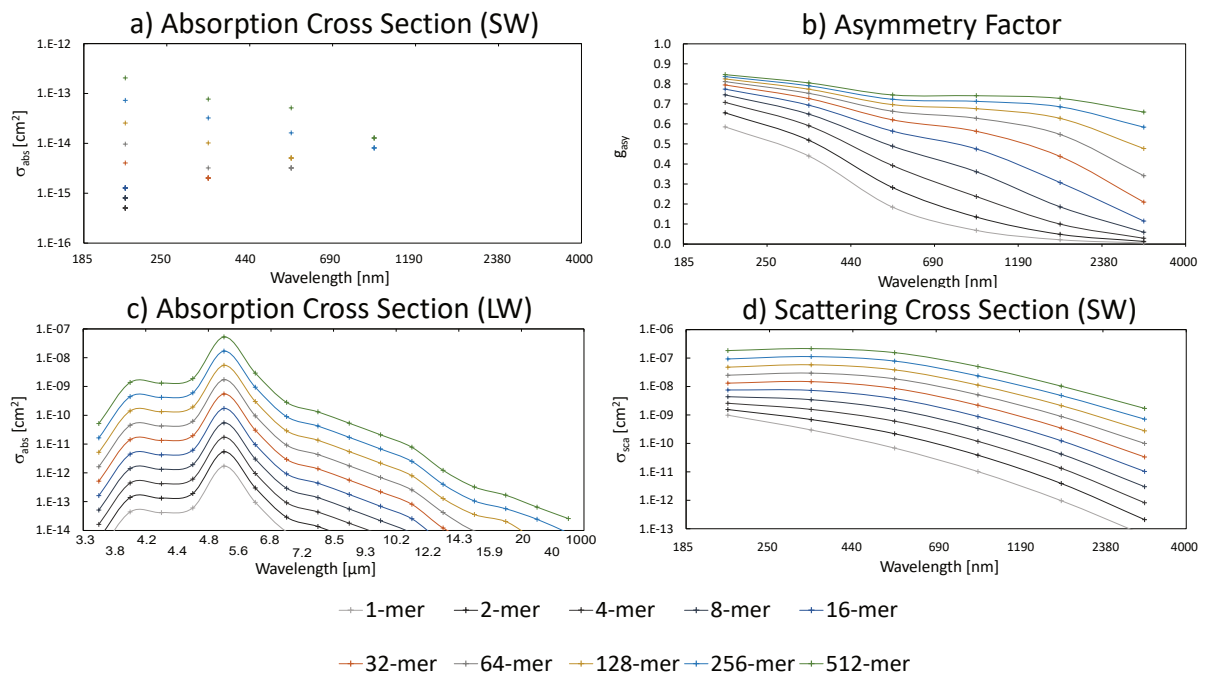 a) Absorption Cross Section (SW)
1.E-12
1.E-13
1.E-14
1.E-15
1.E-16
σabs [cm²]
185 250 440 690 1190 2380 4000
Wavelength [nm]
b) Asymmetry Factor
1.0
0.9
0.8
0.7
0.6
0.5
0.4
0.3
0.2
0.1
0.0
gasy
185 250 440 690 1190 2380 4000
Wavelength [nm]
c) Absorption Cross Section (LW)
1.E-07
1.E-08
1.E-09
1.E-10
1.E-11
1.E-12
1.E-13
1.E-14
σabs [cm²]
3.3 4.2 4.8 6.8 8.5 10.2 14.3 20 1000
3.8 4.4 5.6 7.2 9.3 12.2 15.9 40
Wavelength [μm]
d) Scattering Cross Section (SW)
1.E-06
1.E-07
1.E-08
1.E-09
1.E-10
1.E-11
1.E-12
1.E-13
σsca [cm²]
185 250 440 690 1190 2380 4000
Wavelength [nm]
1-mer 2-mer 4-mer 8-mer 16-mer
32-mer 64-mer 128-mer 256-mer 512-mer